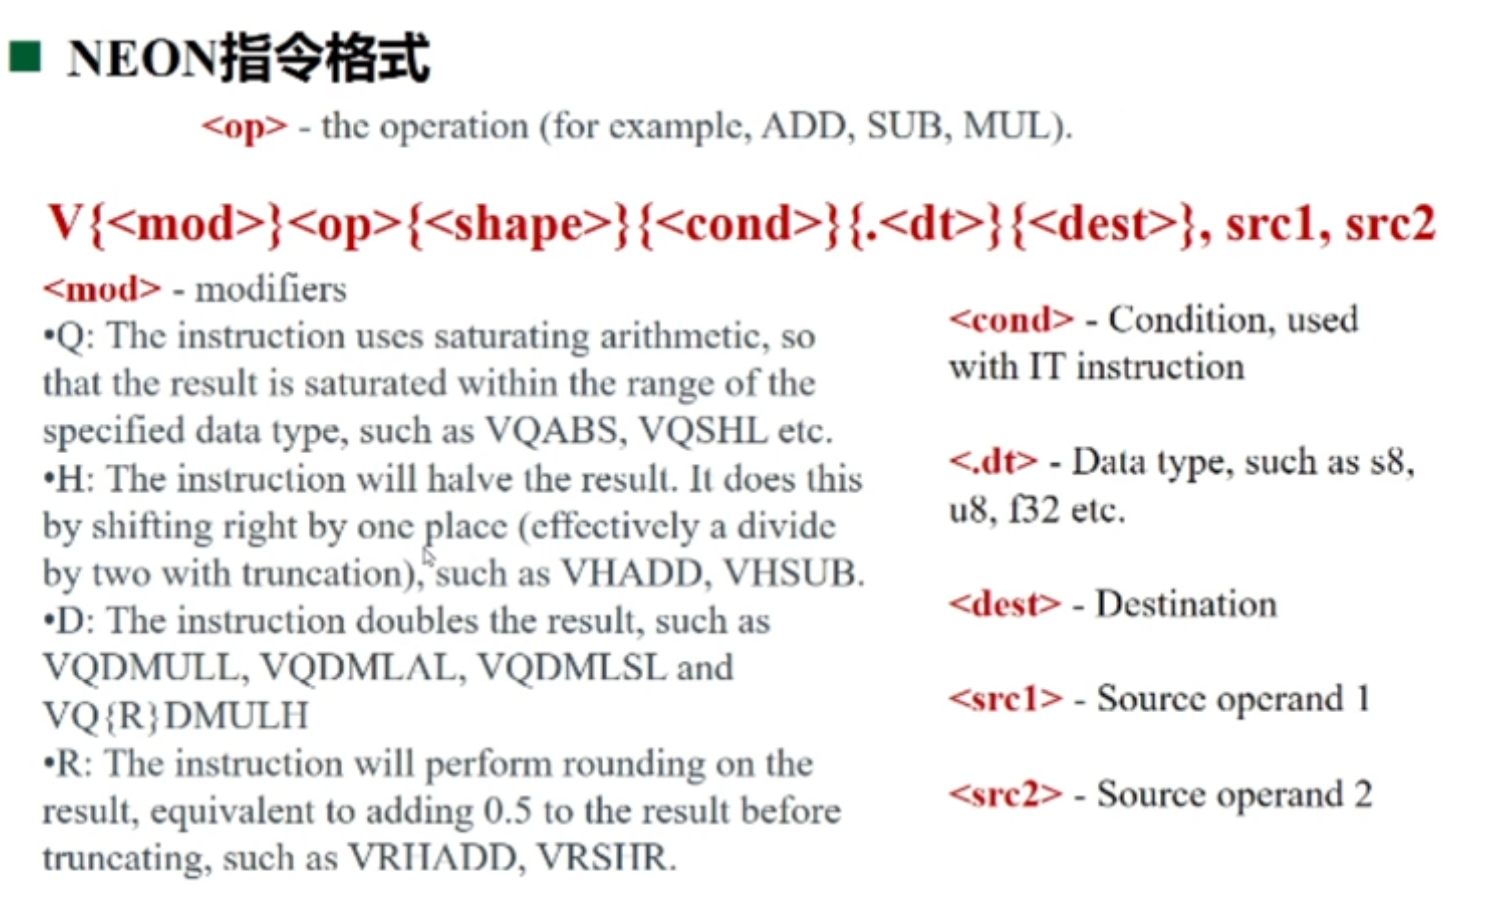 NEON指令格式
<op> - the operation (for example, ADD, SUB, MUL).
V{<mod>}<op>{<shape>}{<cond>}{.<dt>}{<dest>}, src1, src2
<mod> - modifiers
•Q: The instruction uses saturating arithmetic, so
that the result is saturated within the range of the
specified data type, such as VQABS, VQSHL etc.
•H: The instruction will halve the result. It does this
by shifting right by one place (effectively a divide
by two with truncation), such as VHADD, VHSUB.
•D: The instruction doubles the result, such as
VQDMULL, VQDMLAL, VQDMLSL and
VQ{R}DMULH
•R: The instruction will perform rounding on the
result, equivalent to adding 0.5 to the result before
truncating, such as VRHADD, VRSHR.
<cond> - Condition, used
with IT instruction
<.dt> - Data type, such as s8,
u8, f32 etc.
<dest> - Destination
<src1> - Source operand 1
<src2> - Source operand 2